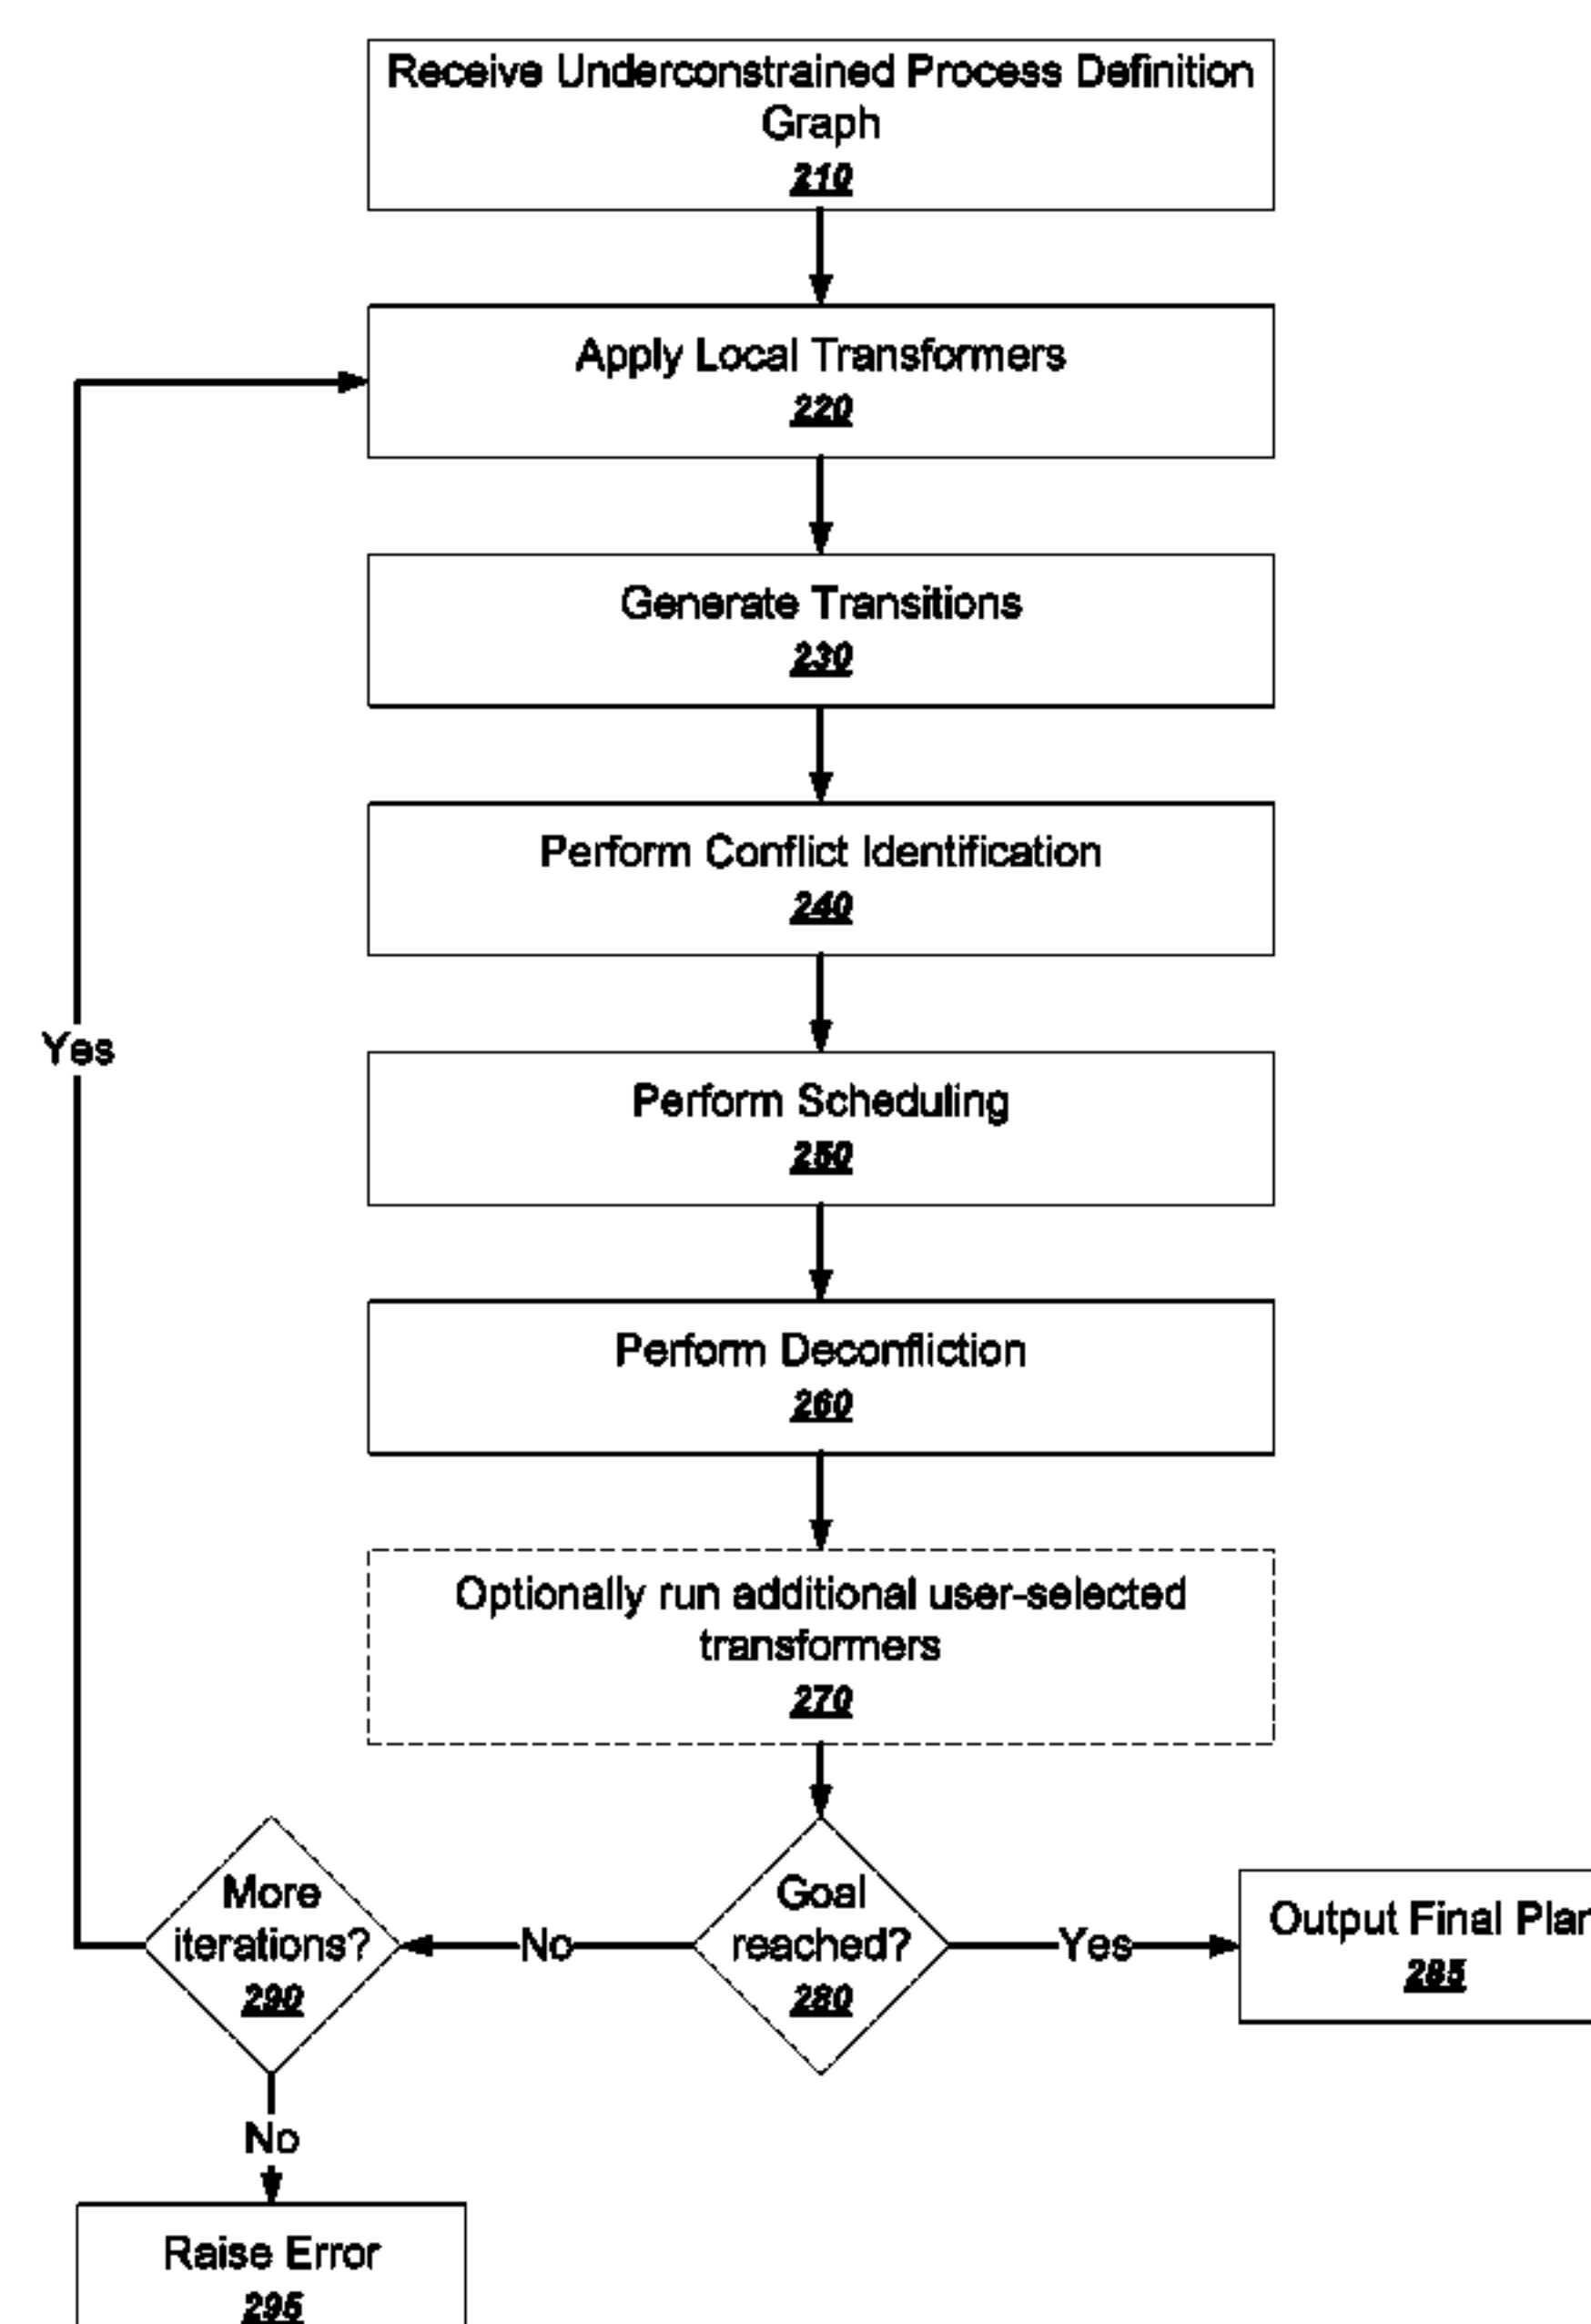 Receive Underconstrained Process Definition
Graph
210
Apply Local Transformers
220
Generate Transitions
230
Perform Conflict Identification
240
Yes
Perform Scheduling
250
Perform Deconfliction
260
Optionally run additional user-selected
transformers
270
More
iterations?
290
No
Goal
reached?
280
Yes
Output Final Plan
285
No
Raise Error
295